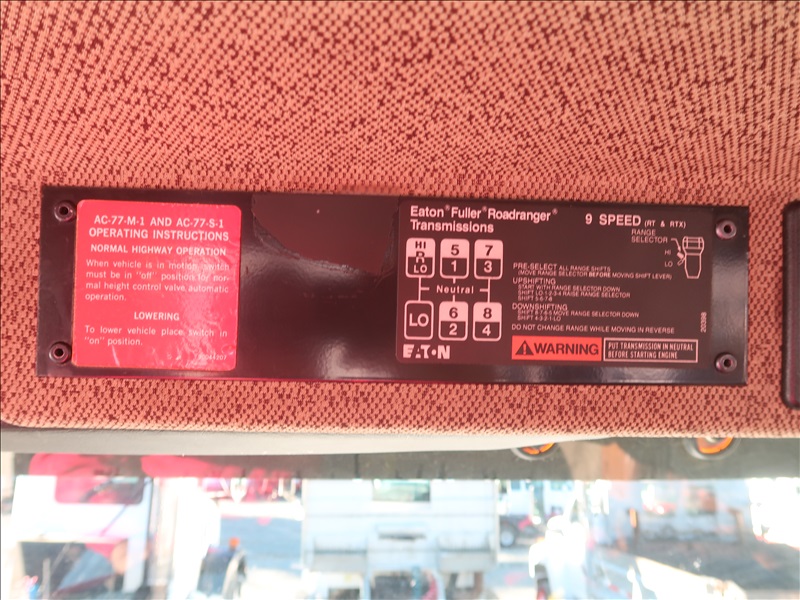 AC-77-M-1 AND AC-77-S-1
OPERATING INSTRUCTIONS
NORMAL HIGHWAY OPERATION
When vehicle is in motion, switch
must be in "off" position for nor-
mal height control valve automatic
operation.
LOWERING
To lower vehicle place switch in
"on" position.
Eaton® Fuller® Roadranger®
Transmissions
9 SPEED (RT & RTX)
RANGE
SELECTOR
HI
LO
HI
R
LO
5
1
7
3
Neutral
LO
6
2
8
4
PRE-SELECT ALL RANGE SHIFTS
(MOVE RANGE SELECTOR BEFORE MOVING SHIFT LEVER)
UPSHIFTING
START WITH RANGE SELECTOR DOWN
SHIFT LO-1-2-3-4 RAISE RANGE SELECTOR
SHIFT 5-6-7-8
DOWNSHIFTING
SHIFT 8-7-6-5 MOVE RANGE SELECTOR DOWN
SHIFT 4-3-2-1-LO
DO NOT CHANGE RANGE WHILE MOVING IN REVERSE
20398
EATON
WARNING
PUT TRANSMISSION IN NEUTRAL
BEFORE STARTING ENGINE